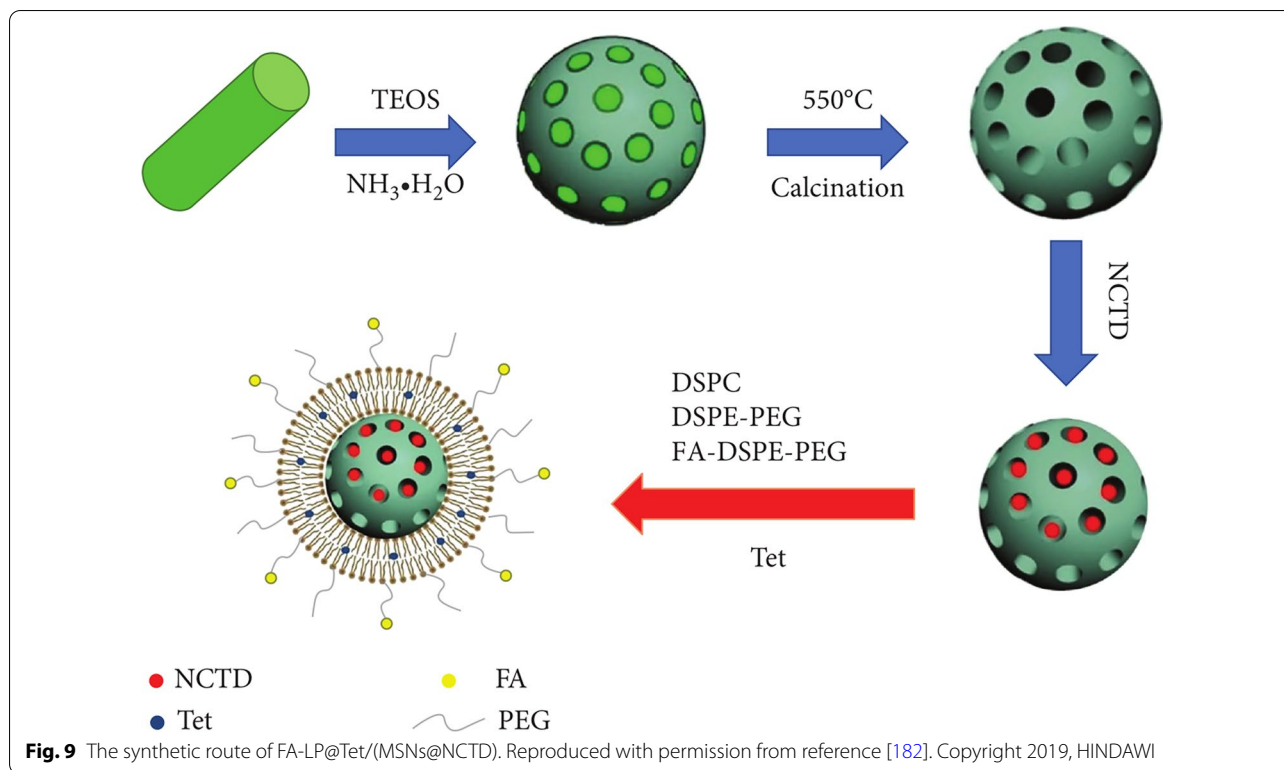 TEOS
NH₃•H₂O
550°C
Calcination
NCTD
DSPC
DSPE-PEG
FA-DSPE-PEG
Tet
NCTD
FA
Tet
PEG
Fig. 9 The synthetic route of FA-LP@Tet/(MSNs@NCTD). Reproduced with permission from reference [182]. Copyright 2019, HINDAWI